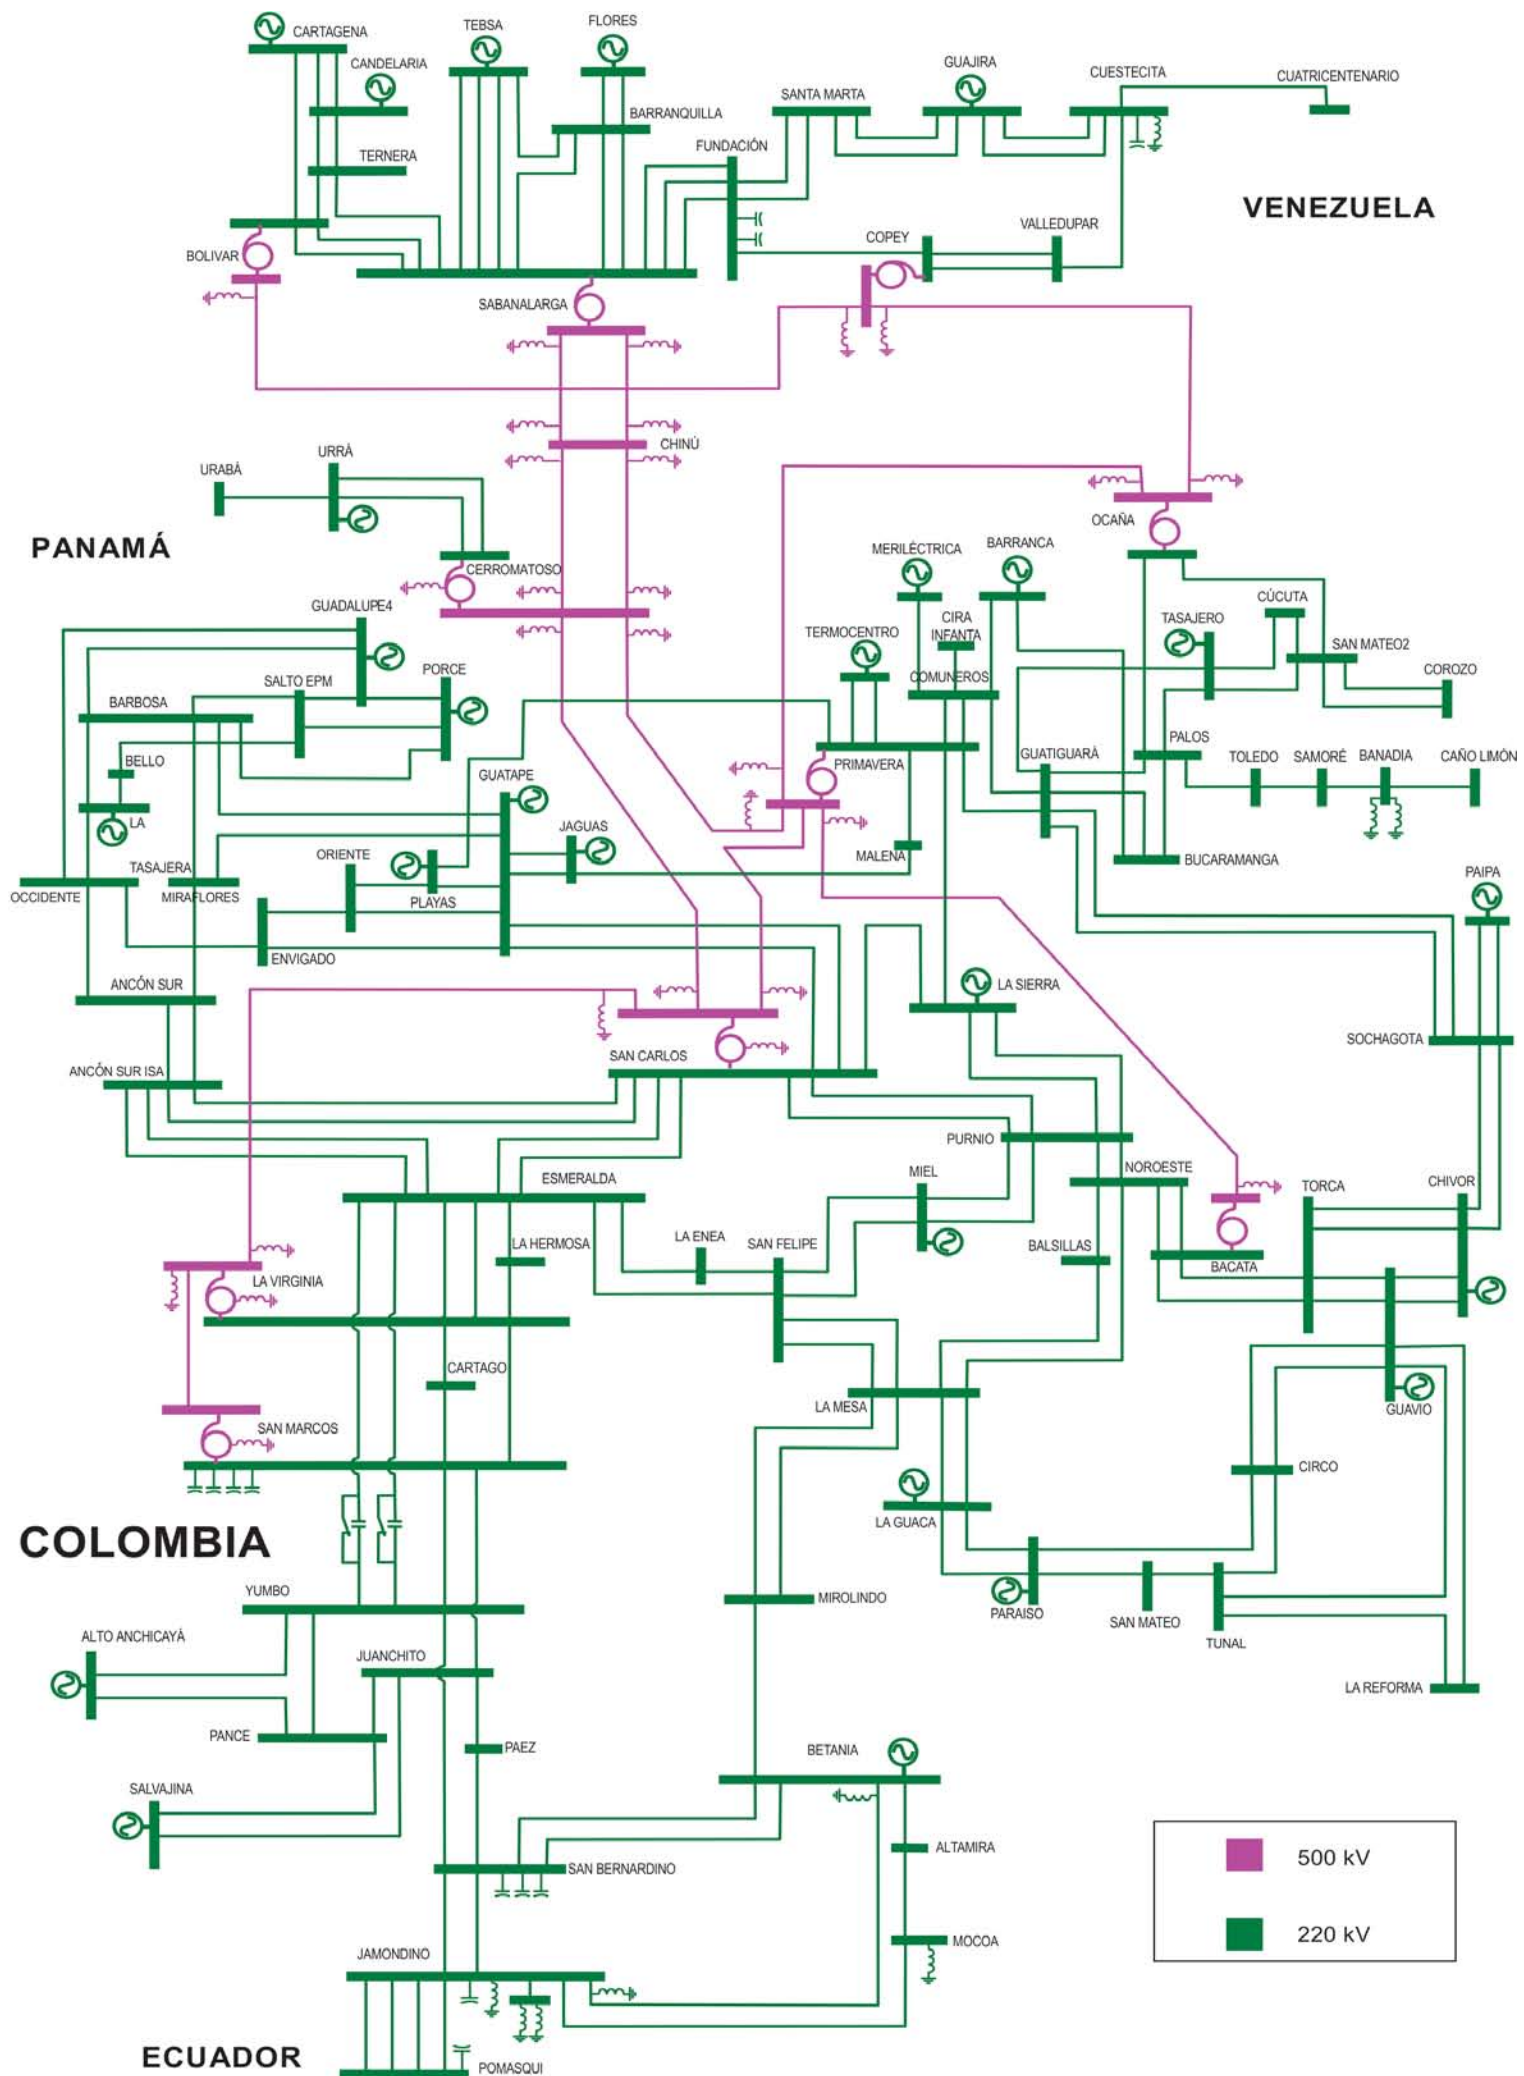 CARTAGENA
TEBSA
FLORES
CANDELARIA
GUAJIRA
CUESTECITA
CUATRICENTENARIO
SANTA MARTA
BARRANQUILLA
FUNDACIÓN
TERNERA
VENEZUELA
VALLEDUPAR
COPEY
BOLIVAR
SABANALARGA
CHINÚ
URRÁ
URABÁ
OCAÑA
PANAMÁ
MERILÉCTRICA
BARRANCA
CERROMATOSO
GUADALUPE4
CÚCUTA
TASAJERO
CIRA
INFANTA
TERMOCENTRO
SAN MATEO2
COROZO
PORCE
SALTO EPM
COMUNEROS
BARBOSA
PALOS
GUATIGUARÁ
TOLEDO
SAMORÉ
BANADIA
CAÑO LIMÓN
BELLO
PRIMAVERA
GUATAPE
LA
TASAJERA
JAGUAS
ORIENTE
MALENA
BUCARAMANGA
PAIPA
OCCIDENTE
MIRAFLORES
PLAYAS
ENVIGADO
ANCÓN SUR
LA SIERRA
SOCHAGOTA
SAN CARLOS
ANCÓN SUR ISA
PURNIO
ESMERALDA
MIEL
NOROESTE
TORCA
CHIVOR
LA HERMOSA
LA ENEA
SAN FELIPE
BALSILLAS
BACATA
LA VIRGINIA
CARTAGO
LA MESA
GUAVIO
SAN MARCOS
CIRCO
LA GUACA
COLOMBIA
YUMBO
MIROLINDO
PARAISO
SAN MATEO
TUNAL
ALTO ANCHICAYÁ
JUANCHITO
LA REFORMA
PANCE
PAEZ
BETANIA
SALVAJINA
ALTAMIRA
500 kV
SAN BERNARDINO
220 kV
MOCOA
JAMONDINO
ECUADOR
POMASQUI